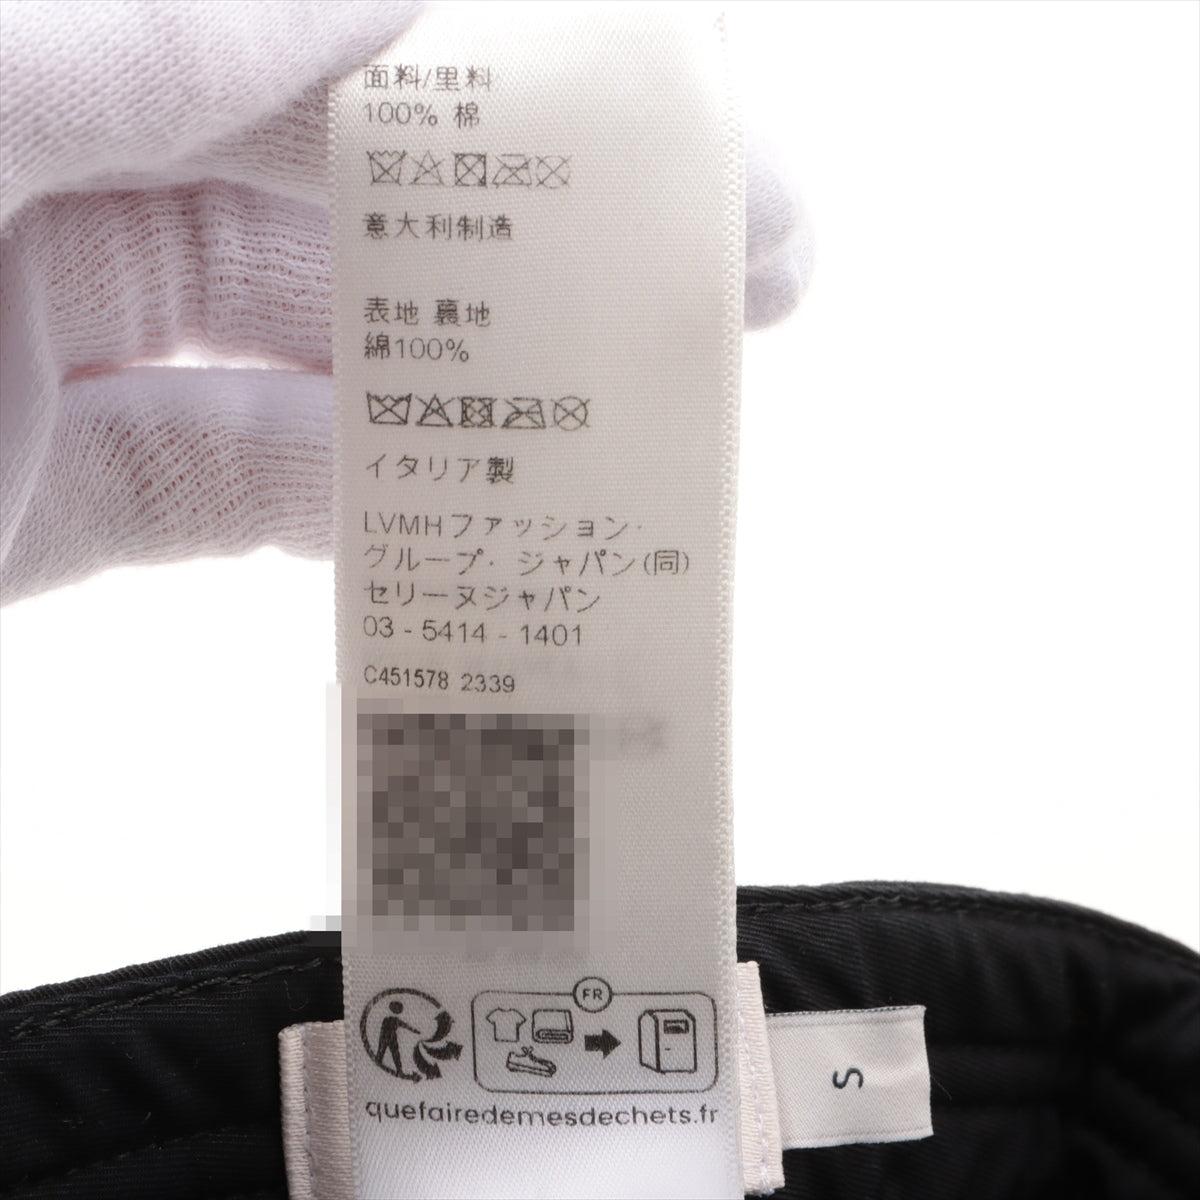 面料/里料
100% 棉
意大利制造
表地 裏地
綿100%
イタリア製
LVMHファッション·
グループ· ジャパン(同)
セリーヌジャパン
03 - 5414 - 1401
C451578 2339
FR
quefairedemesdechets.fr
S